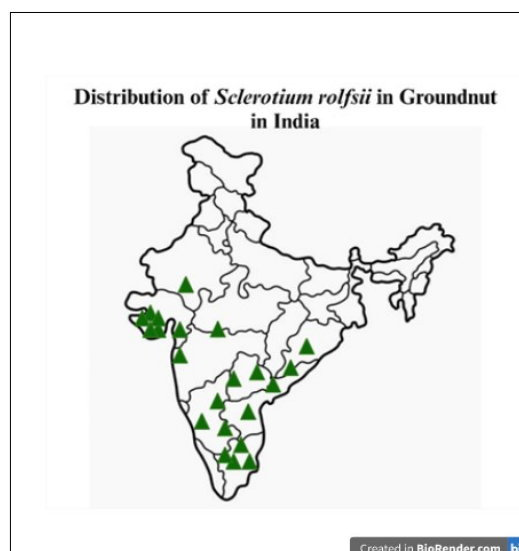 Distribution of Sclerotium rolfsii in Groundnut
in India
Created in BioRender.com